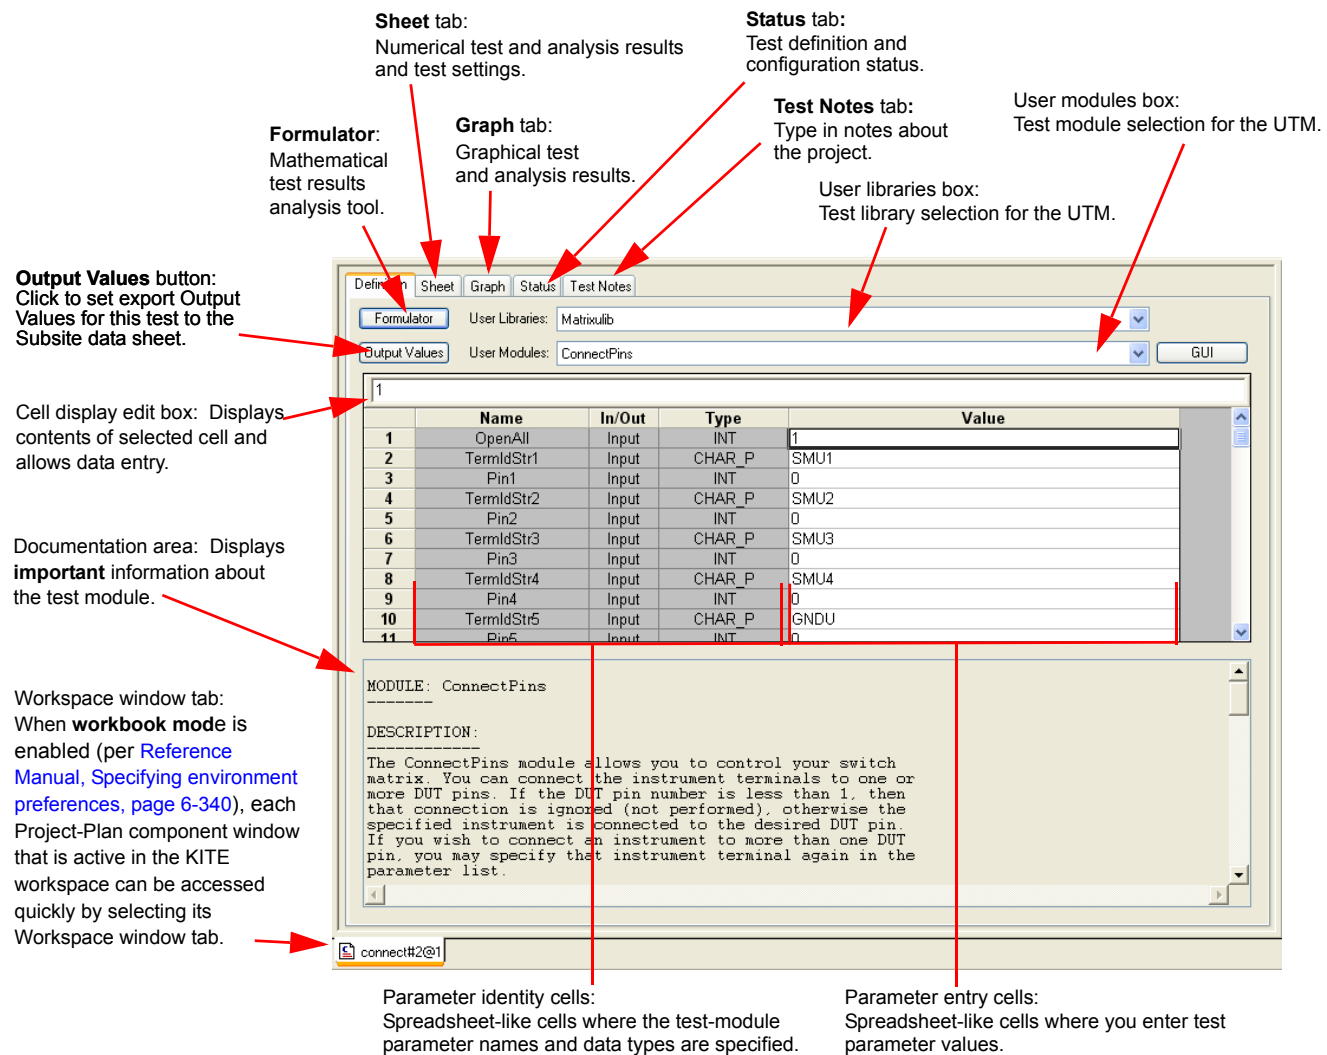 Sheet tab:
Numerical test and analysis results
and test settings.
Status tab:
Test definition and
configuration status.
Formulator:
Mathematical
test results
analysis tool.
Graph tab:
Graphical test
and analysis results.
Test Notes tab:
Type in notes about
the project.
User modules box:
Test module selection for the UTM.
User libraries box:
Test library selection for the UTM.
Output Values button:
Click to set export Output
Values for this test to the
Subsite data sheet.
Cell display edit box: Displays
contents of selected cell and
allows data entry.
Documentation area: Displays
important information about
the test module.
Workspace window tab:
When workbook mode is
enabled (per Reference
Manual, Specifying environment
preferences, page 6-340), each
Project-Plan component window
that is active in the KITE
workspace can be accessed
quickly by selecting its
Workspace window tab.
Definition Sheet Graph Status Test Notes
Formulator User Libraries: Matrixulib
Output Values User Modules: ConnectPins GUI
1
Name In/Out Type Value
1 OpenAll Input INT 1
2 TermIdStr1 Input CHAR_P SMU1
3 Pin1 Input INT 0
4 TermIdStr2 Input CHAR_P SMU2
5 Pin2 Input INT 0
6 TermIdStr3 Input CHAR_P SMU3
7 Pin3 Input INT 0
8 TermIdStr4 Input CHAR_P SMU4
9 Pin4 Input INT 0
10 TermIdStr5 Input CHAR_P GNDU
11 Pin5 Input INT 0
MODULE: ConnectPins
-------
DESCRIPTION:
------------
The ConnectPins module allows you to control your switch
matrix. You can connect the instrument terminals to one or
more DUT pins. If the DUT pin number is less than 1, then
that connection is ignored (not performed), otherwise the
specified instrument is connected to the desired DUT pin.
If you wish to connect an instrument to more than one DUT
pin, you may specify that instrument terminal again in the
parameter list.
connect#2@1
Parameter identity cells:
Spreadsheet-like cells where the test-module
parameter names and data types are specified.
Parameter entry cells:
Spreadsheet-like cells where you enter test
parameter values.